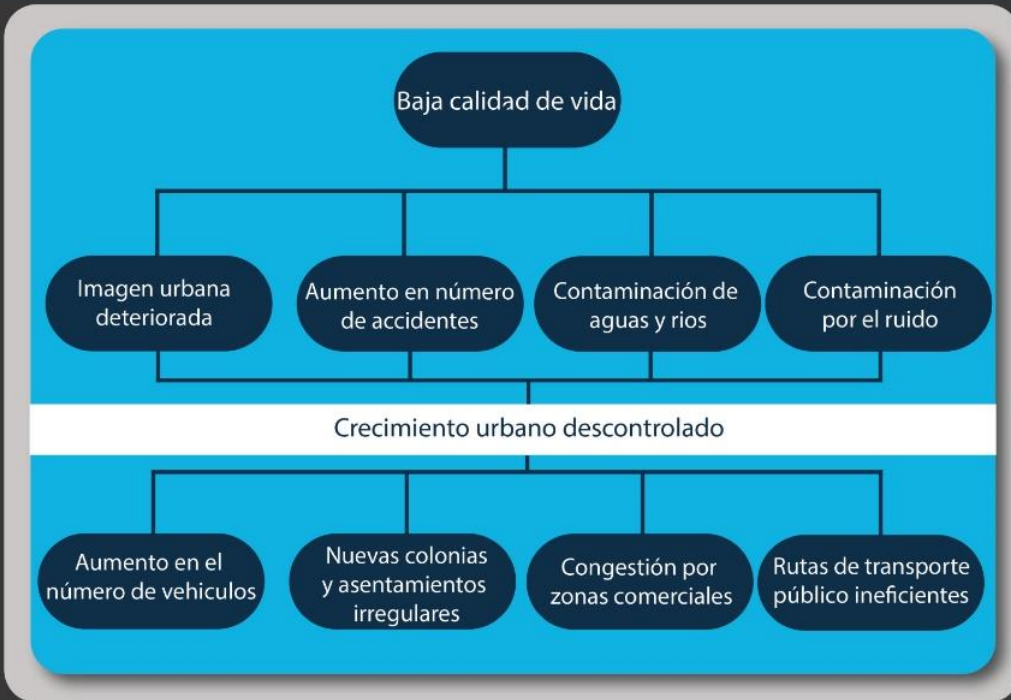 Baja calidad de vida
Imagen urbana
deteriorada
Aumento en número
de accidentes
Contaminación de
aguas y rios
Contaminación
por el ruido
Crecimiento urbano descontrolado
Aumento en el
número de vehiculos
Nuevas colonias
y asentamientos
irregulares
Congestión por
zonas comerciales
Rutas de transporte
público ineficientes